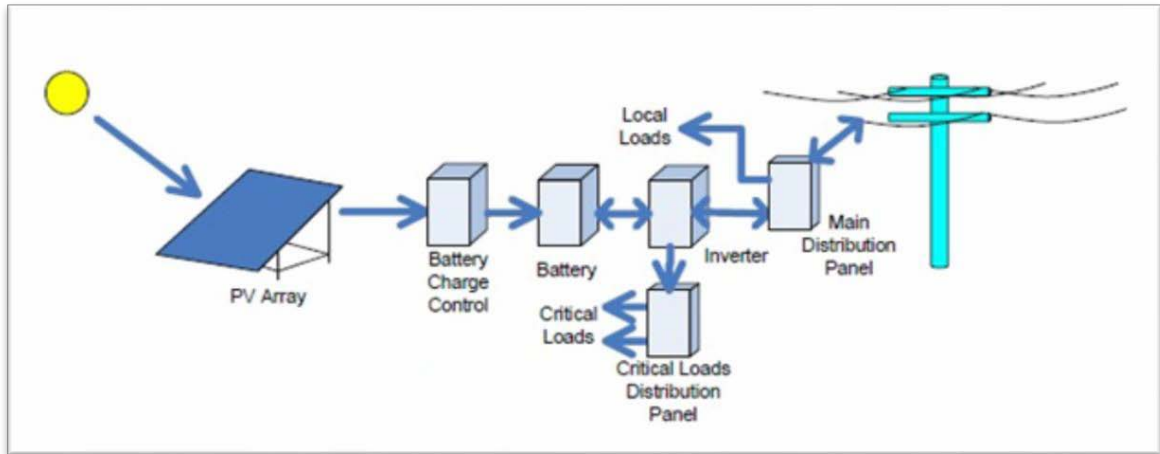 Local
Loads
PV Array
Battery
Charge
Control
Battery
Inverter
Main
Distribution
Panel
Critical
Loads
Critical Loads
Distribution
Panel